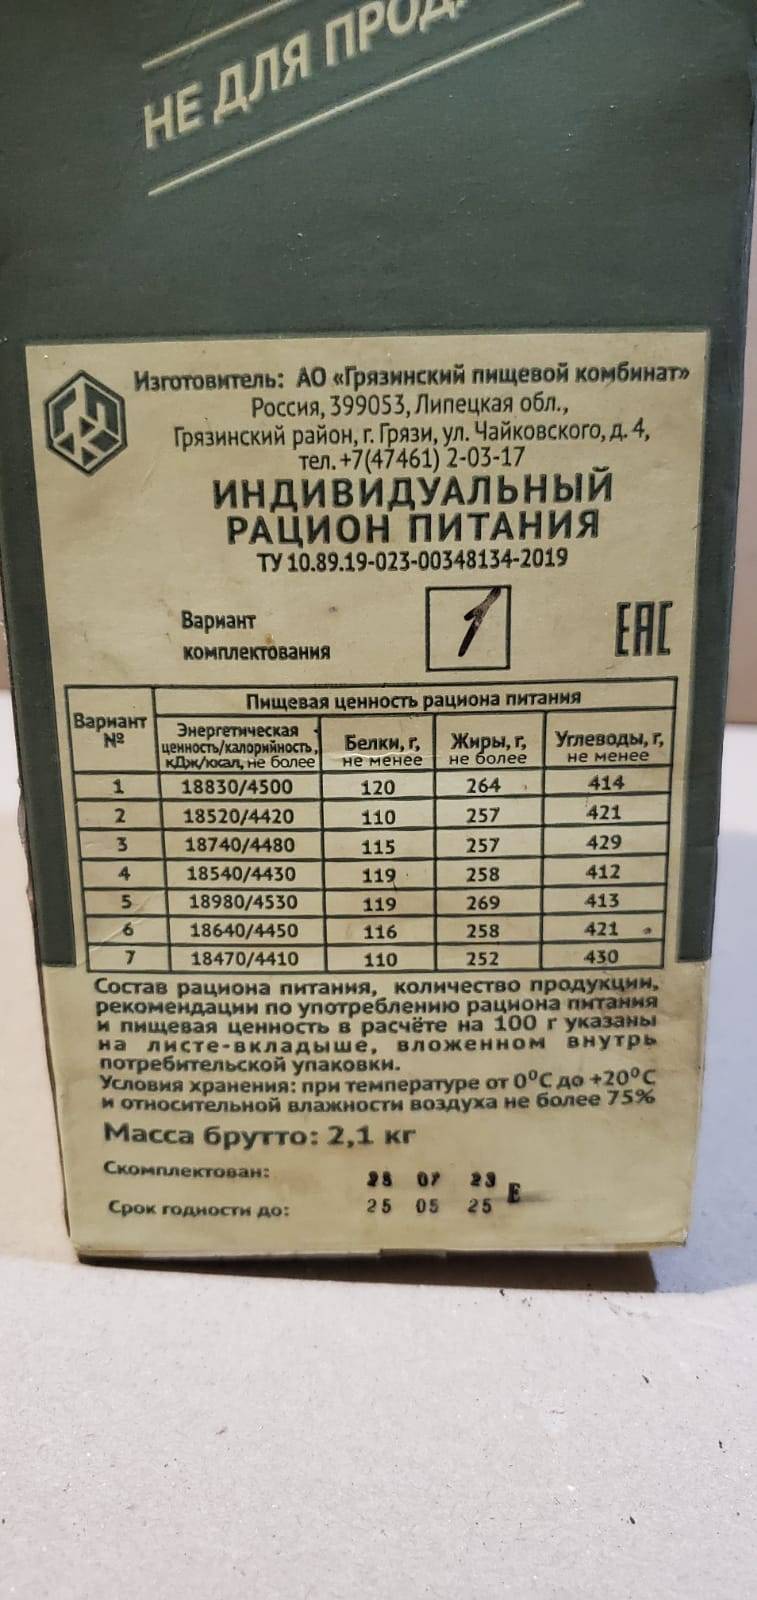 НЕ ДЛЯ ПРОД
Изготовитель: АО «Грязинский пищевой комбинат»
Россия, 399053, Липецкая обл.,
Грязинский район, г. Грязи, ул. Чайковского, д. 4,
тел. +7(47461) 2-03-17
ИНДИВИДУАЛЬНЫЙ
РАЦИОН ПИТАНИЯ
ТУ 10.89.19-023-00348134-2019
Вариант
комплектования
1
ЕАС
Вариант №
Пищевая ценность рациона питания
Энергетическая ценность/калорийность, кДж/ккал, не более
Белки, г, не менее
Жиры, г, не более
Углеводы, г, не менее
1 18830/4500 120 264 414
2 18520/4420 110 257 421
3 18740/4480 115 257 429
4 18540/4430 119 258 412
5 18980/4530 119 269 413
6 18640/4450 116 258 421
7 18470/4410 110 252 430
Состав рациона питания, количество продукции,
рекомендации по употреблению рациона питания
и пищевая ценность в расчёте на 100 г указаны
на листе-вкладыше, вложенном внутрь
потребительской упаковки.
Условия хранения: при температуре от 0°С до +20°С
и относительной влажности воздуха не более 75%
Масса брутто: 2,1 кг
Скомплектован: 07 23 Е
Срок годности до: 25 05 25